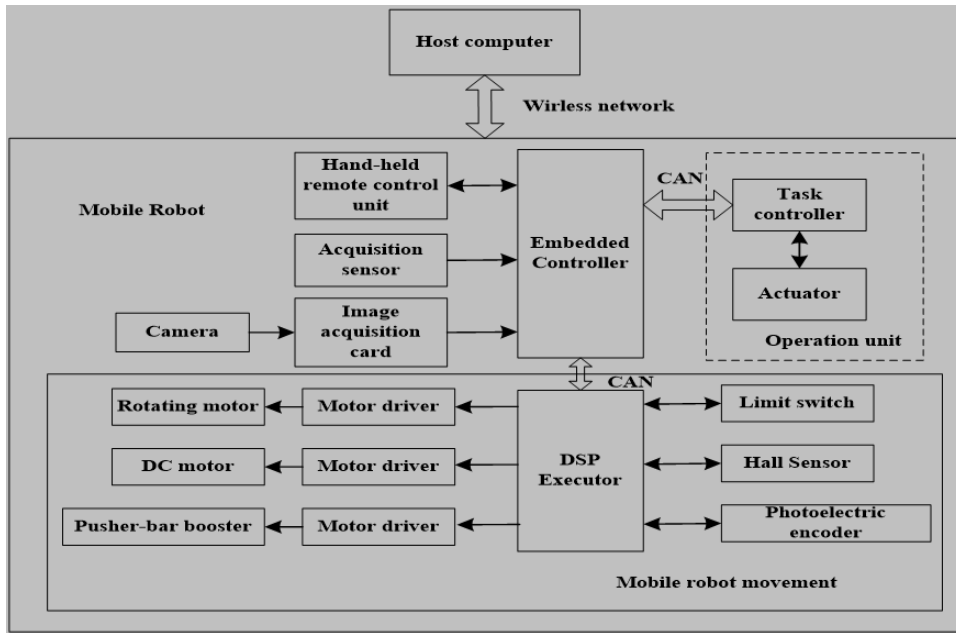 Host computer
Wirless network
Mobile Robot
Hand-held
remote control
unit
Acquisition
sensor
Camera
Image
acquisition
card
Embedded
Controller
CAN
Task
controller
Actuator
Operation unit
CAN
Rotating motor
Motor driver
DC motor
Motor driver
Pusher-bar booster
Motor driver
DSP
Executor
Limit switch
Hall Sensor
Photoelectric
encoder
Mobile robot movement